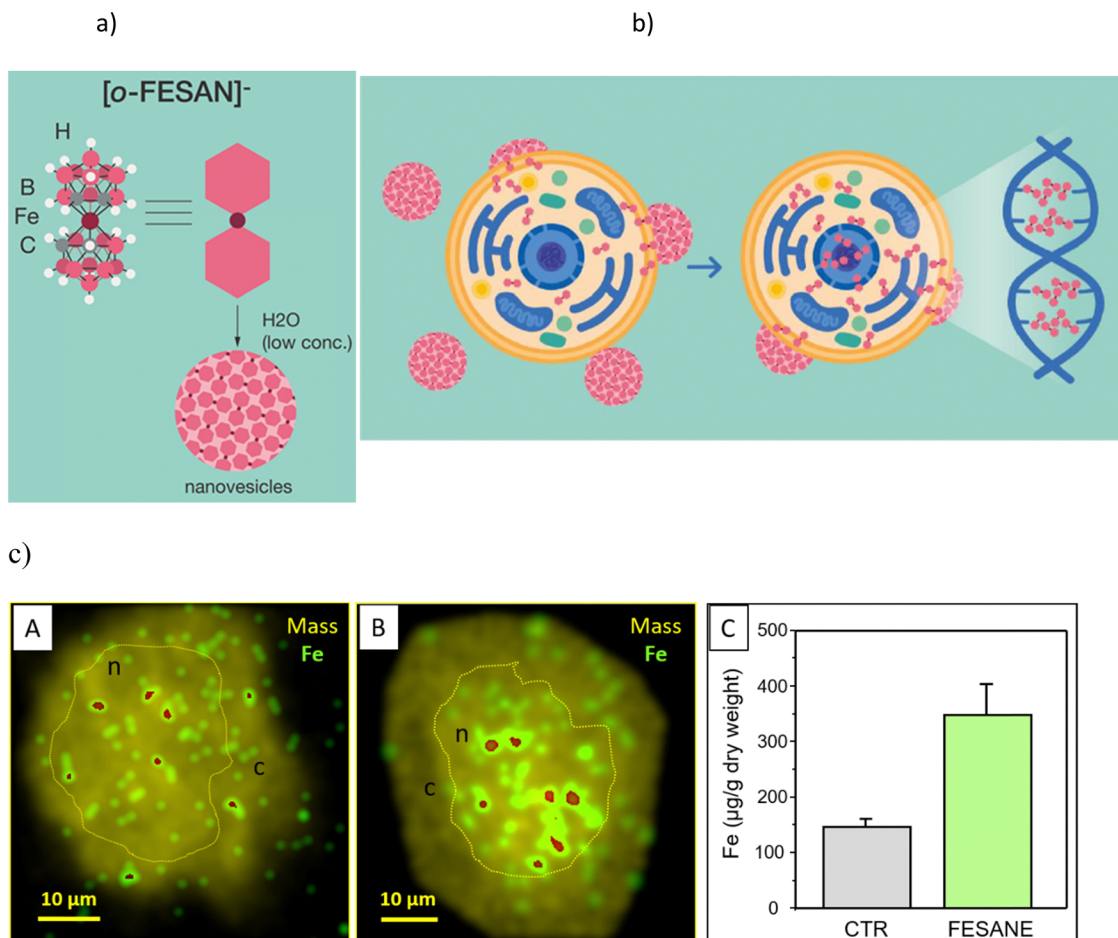 a)
b)
[o-FESAN]-
H
B
Fe
C
H2O
(low conc.)
nanovesicles
c)
A
Mass
Fe
n
c
10 µm
B
Mass
Fe
n
c
10 µm
C
Fe (µg/g dry weight)
500
400
300
200
100
0
CTR
FESANE